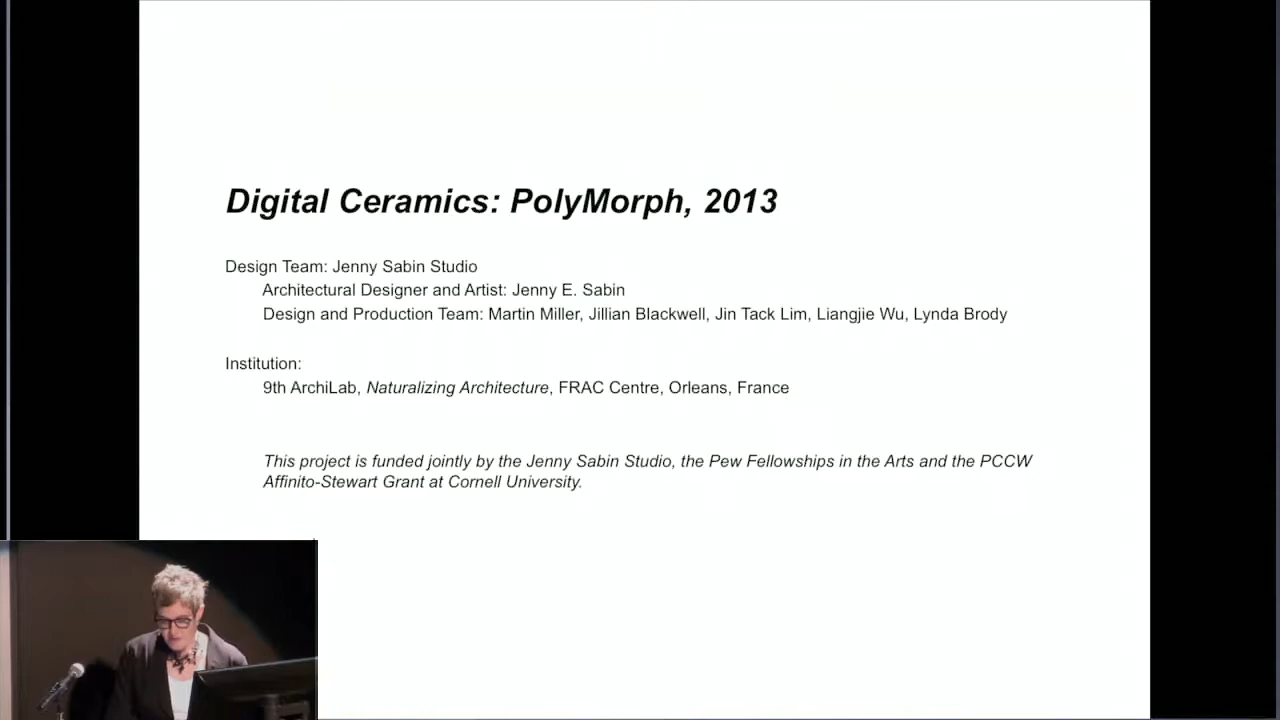 Digital Ceramics: PolyMorph, 2013
Design Team: Jenny Sabin Studio
Architectural Designer and Artist: Jenny E. Sabin
Design and Production Team: Martin Miller, Jillian Blackwell, Jin Tack Lim, Liangjie Wu, Lynda Brody
Institution:
9th ArchiLab, Naturalizing Architecture, FRAC Centre, Orleans, France
This project is funded jointly by the Jenny Sabin Studio, the Pew Fellowships in the Arts and the PCCW
Affinito-Stewart Grant at Cornell University.